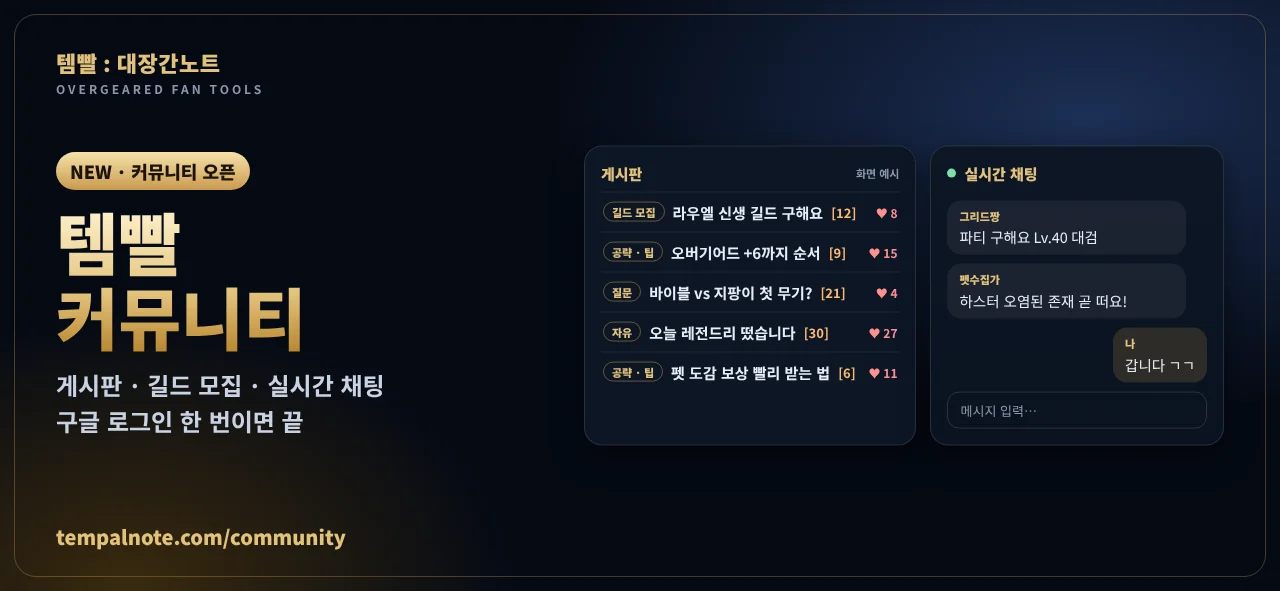 템빨 : 대장간노트
OVERGEARED FAN TOOLS
NEW · 커뮤니티 오픈
템빨
커뮤니티
게시판 · 길드 모집 · 실시간 채팅
구글 로그인 한 번이면 끝
tempalnote.com/community
게시판 화면 예시
길드 모집 라우엘 신생 길드 구해요 [12] ♥ 8
공략 · 팁 오버기어드 +6까지 순서 [9] ♥ 15
질문 바이블 vs 지팡이 첫 무기? [21] ♥ 4
자유 오늘 레전드리 떴습니다 [30] ♥ 27
공략 · 팁 펫 도감 보상 빨리 받는 법 [6] ♥ 11
실시간 채팅
그리드짱
파티 구해요 Lv.40 대검
펫수집가
하스터 오염된 존재 곧 떠요!
나
갑니다 ㄱㄱ
메시지 입력…